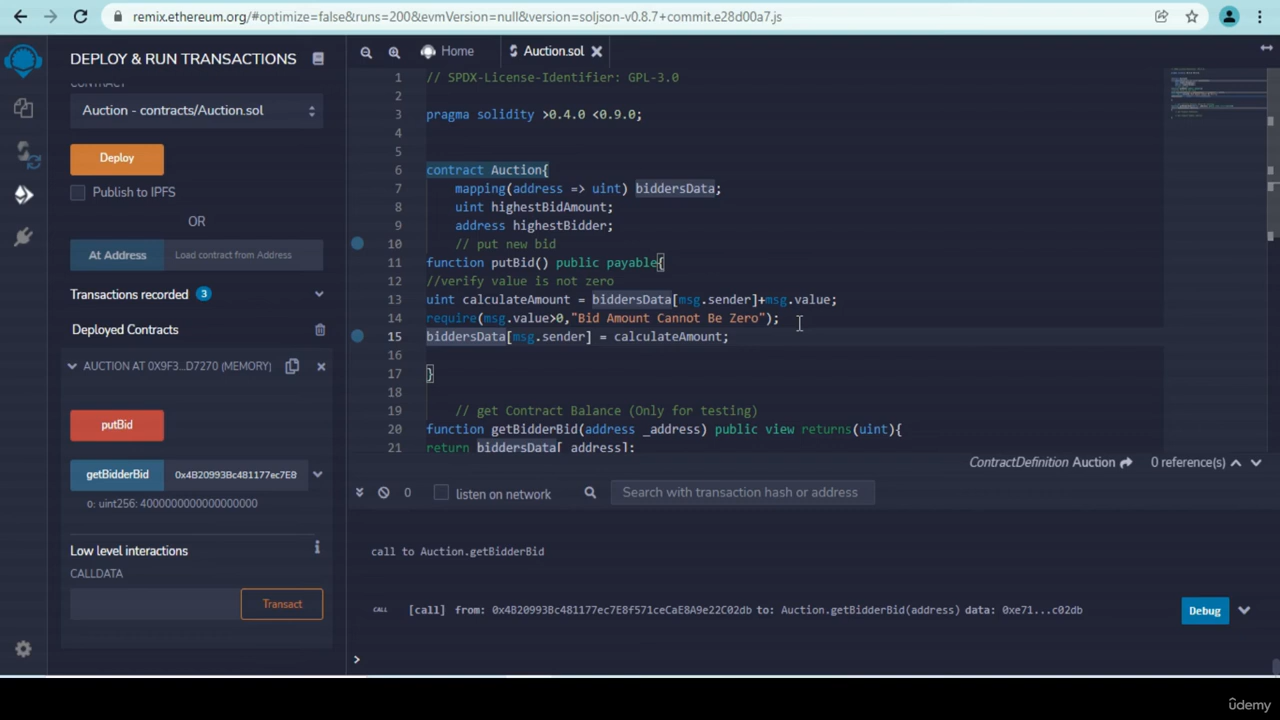 remix.ethereum.org/#optimize=false&runs=200&evmVersion=null&version=soljson-v0.8.7+commit.e28d00a7.js
DEPLOY & RUN TRANSACTIONS
CONTRACT
Auction - contracts/Auction.sol
Deploy
Publish to IPFS
OR
At Address Load contract from Address
Transactions recorded 3
Deployed Contracts
AUCTION AT 0X9F3...D7270 (MEMORY)
putBid
getBidderBid 0x4B20993Bc481177ec7E8
0: uint256: 4000000000000000000
Low level interactions
CALLDATA
Transact
Home Auction.sol
1 // SPDX-License-Identifier: GPL-3.0
2
3 pragma solidity >0.4.0 <0.9.0;
4
5
6 contract Auction{
7 mapping(address => uint) biddersData;
8 uint highestBidAmount;
9 address highestBidder;
10 // put new bid
11 function putBid() public payable{
12 //verify value is not zero
13 uint calculateAmount = biddersData[msg.sender]+msg.value;
14 require(msg.value>0,"Bid Amount Cannot Be Zero");
15 biddersData[msg.sender] = calculateAmount;
16
17 }
18
19 // get Contract Balance (Only for testing)
20 function getBidderBid(address _address) public view returns(uint){
21 return biddersData[_address];
ContractDefinition Auction 0 reference(s)
0 listen on network Search with transaction hash or address
call to Auction.getBidderBid
CALL [call] from: 0x4B20993Bc481177ec7E8f571ceCaE8A9e22C02db to: Auction.getBidderBid(address) data: 0xe71...c02db Debug
>
ûdemy